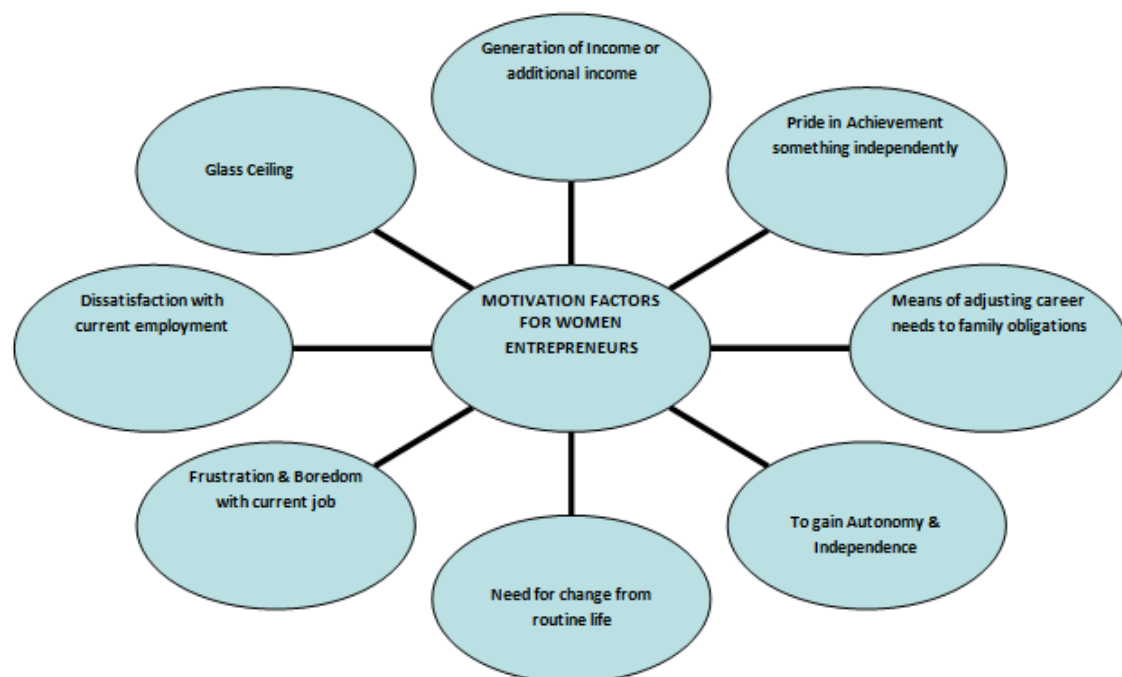 Generation of Income or
additional income
Pride in Achievement
something independently
Glass Ceiling
Dissatisfaction with
current employment
MOTIVATION FACTORS
FOR WOMEN
ENTREPRENEURS
Means of adjusting career
needs to family obligations
Frustration & Boredom
with current job
To gain Autonomy &
Independence
Need for change from
routine life